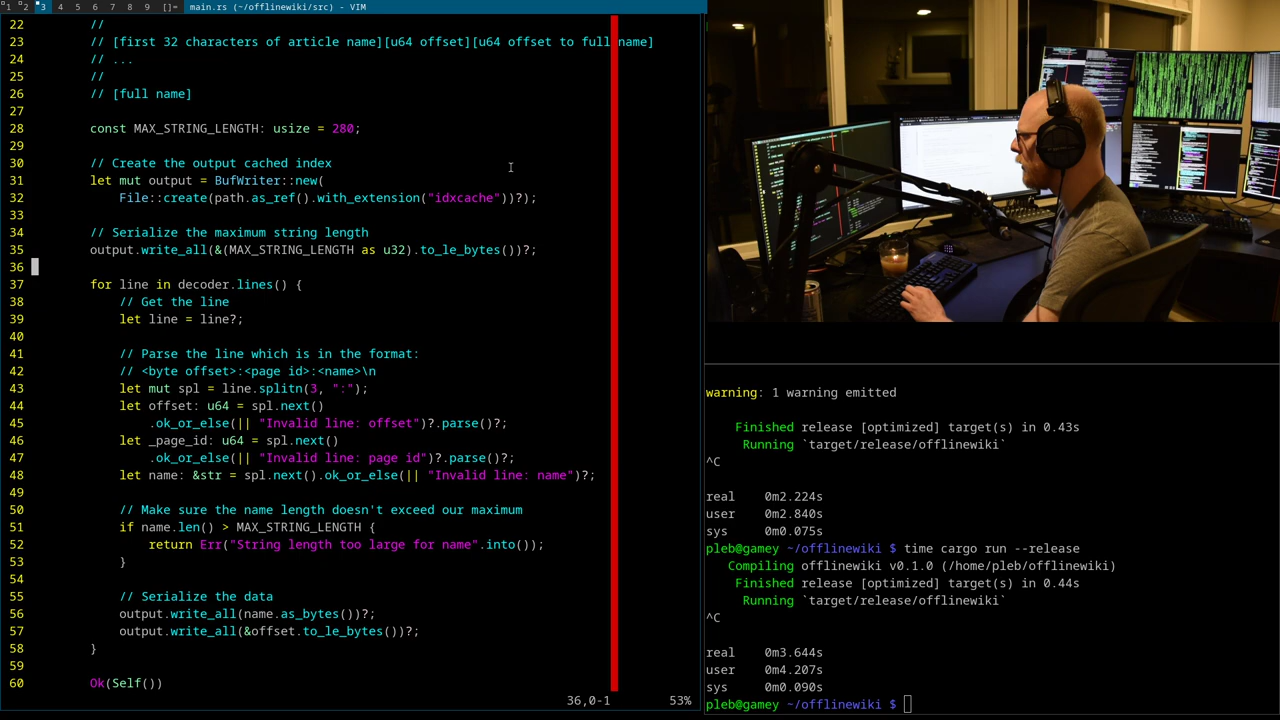 1 2 3 4 5 6 7 8 9 []= main.rs (~/offlinewiki/src) - VIM
22 //
23 // [first 32 characters of article name][u64 offset][u64 offset to full name]
24 // ...
25 //
26 // [full name]
27
28 const MAX_STRING_LENGTH: usize = 280;
29
30 // Create the output cached index
31 let mut output = BufWriter::new(
32 File::create(path.as_ref().with_extension("idxcache"))?);
33
34 // Serialize the maximum string length
35 output.write_all(&(MAX_STRING_LENGTH as u32).to_le_bytes())?;
36
37 for line in decoder.lines() {
38 // Get the line
39 let line = line?;
40
41 // Parse the line which is in the format:
42 // <byte offset>:<page id>:<name>\n
43 let mut spl = line.splitn(3, ":");
44 let offset: u64 = spl.next()
45 .ok_or_else(|| "Invalid line: offset")?.parse()?;
46 let _page_id: u64 = spl.next()
47 .ok_or_else(|| "Invalid line: page id")?.parse()?;
48 let name: &str = spl.next().ok_or_else(|| "Invalid line: name")?;
49
50 // Make sure the name length doesn't exceed our maximum
51 if name.len() > MAX_STRING_LENGTH {
52 return Err("String length too large for name".into());
53 }
54
55 // Serialize the data
56 output.write_all(name.as_bytes())?;
57 output.write_all(&offset.to_le_bytes())?;
58 }
59
60 Ok(Self())
36,0-1 53%
warning: 1 warning emitted
Finished release [optimized] target(s) in 0.43s
Running `target/release/offlinewiki`
^C
real 0m2.224s
user 0m2.840s
sys 0m0.075s
pleb@gamey ~/offlinewiki $ time cargo run --release
Compiling offlinewiki v0.1.0 (/home/pleb/offlinewiki)
Finished release [optimized] target(s) in 0.44s
Running `target/release/offlinewiki`
^C
real 0m3.644s
user 0m4.207s
sys 0m0.090s
pleb@gamey ~/offlinewiki $